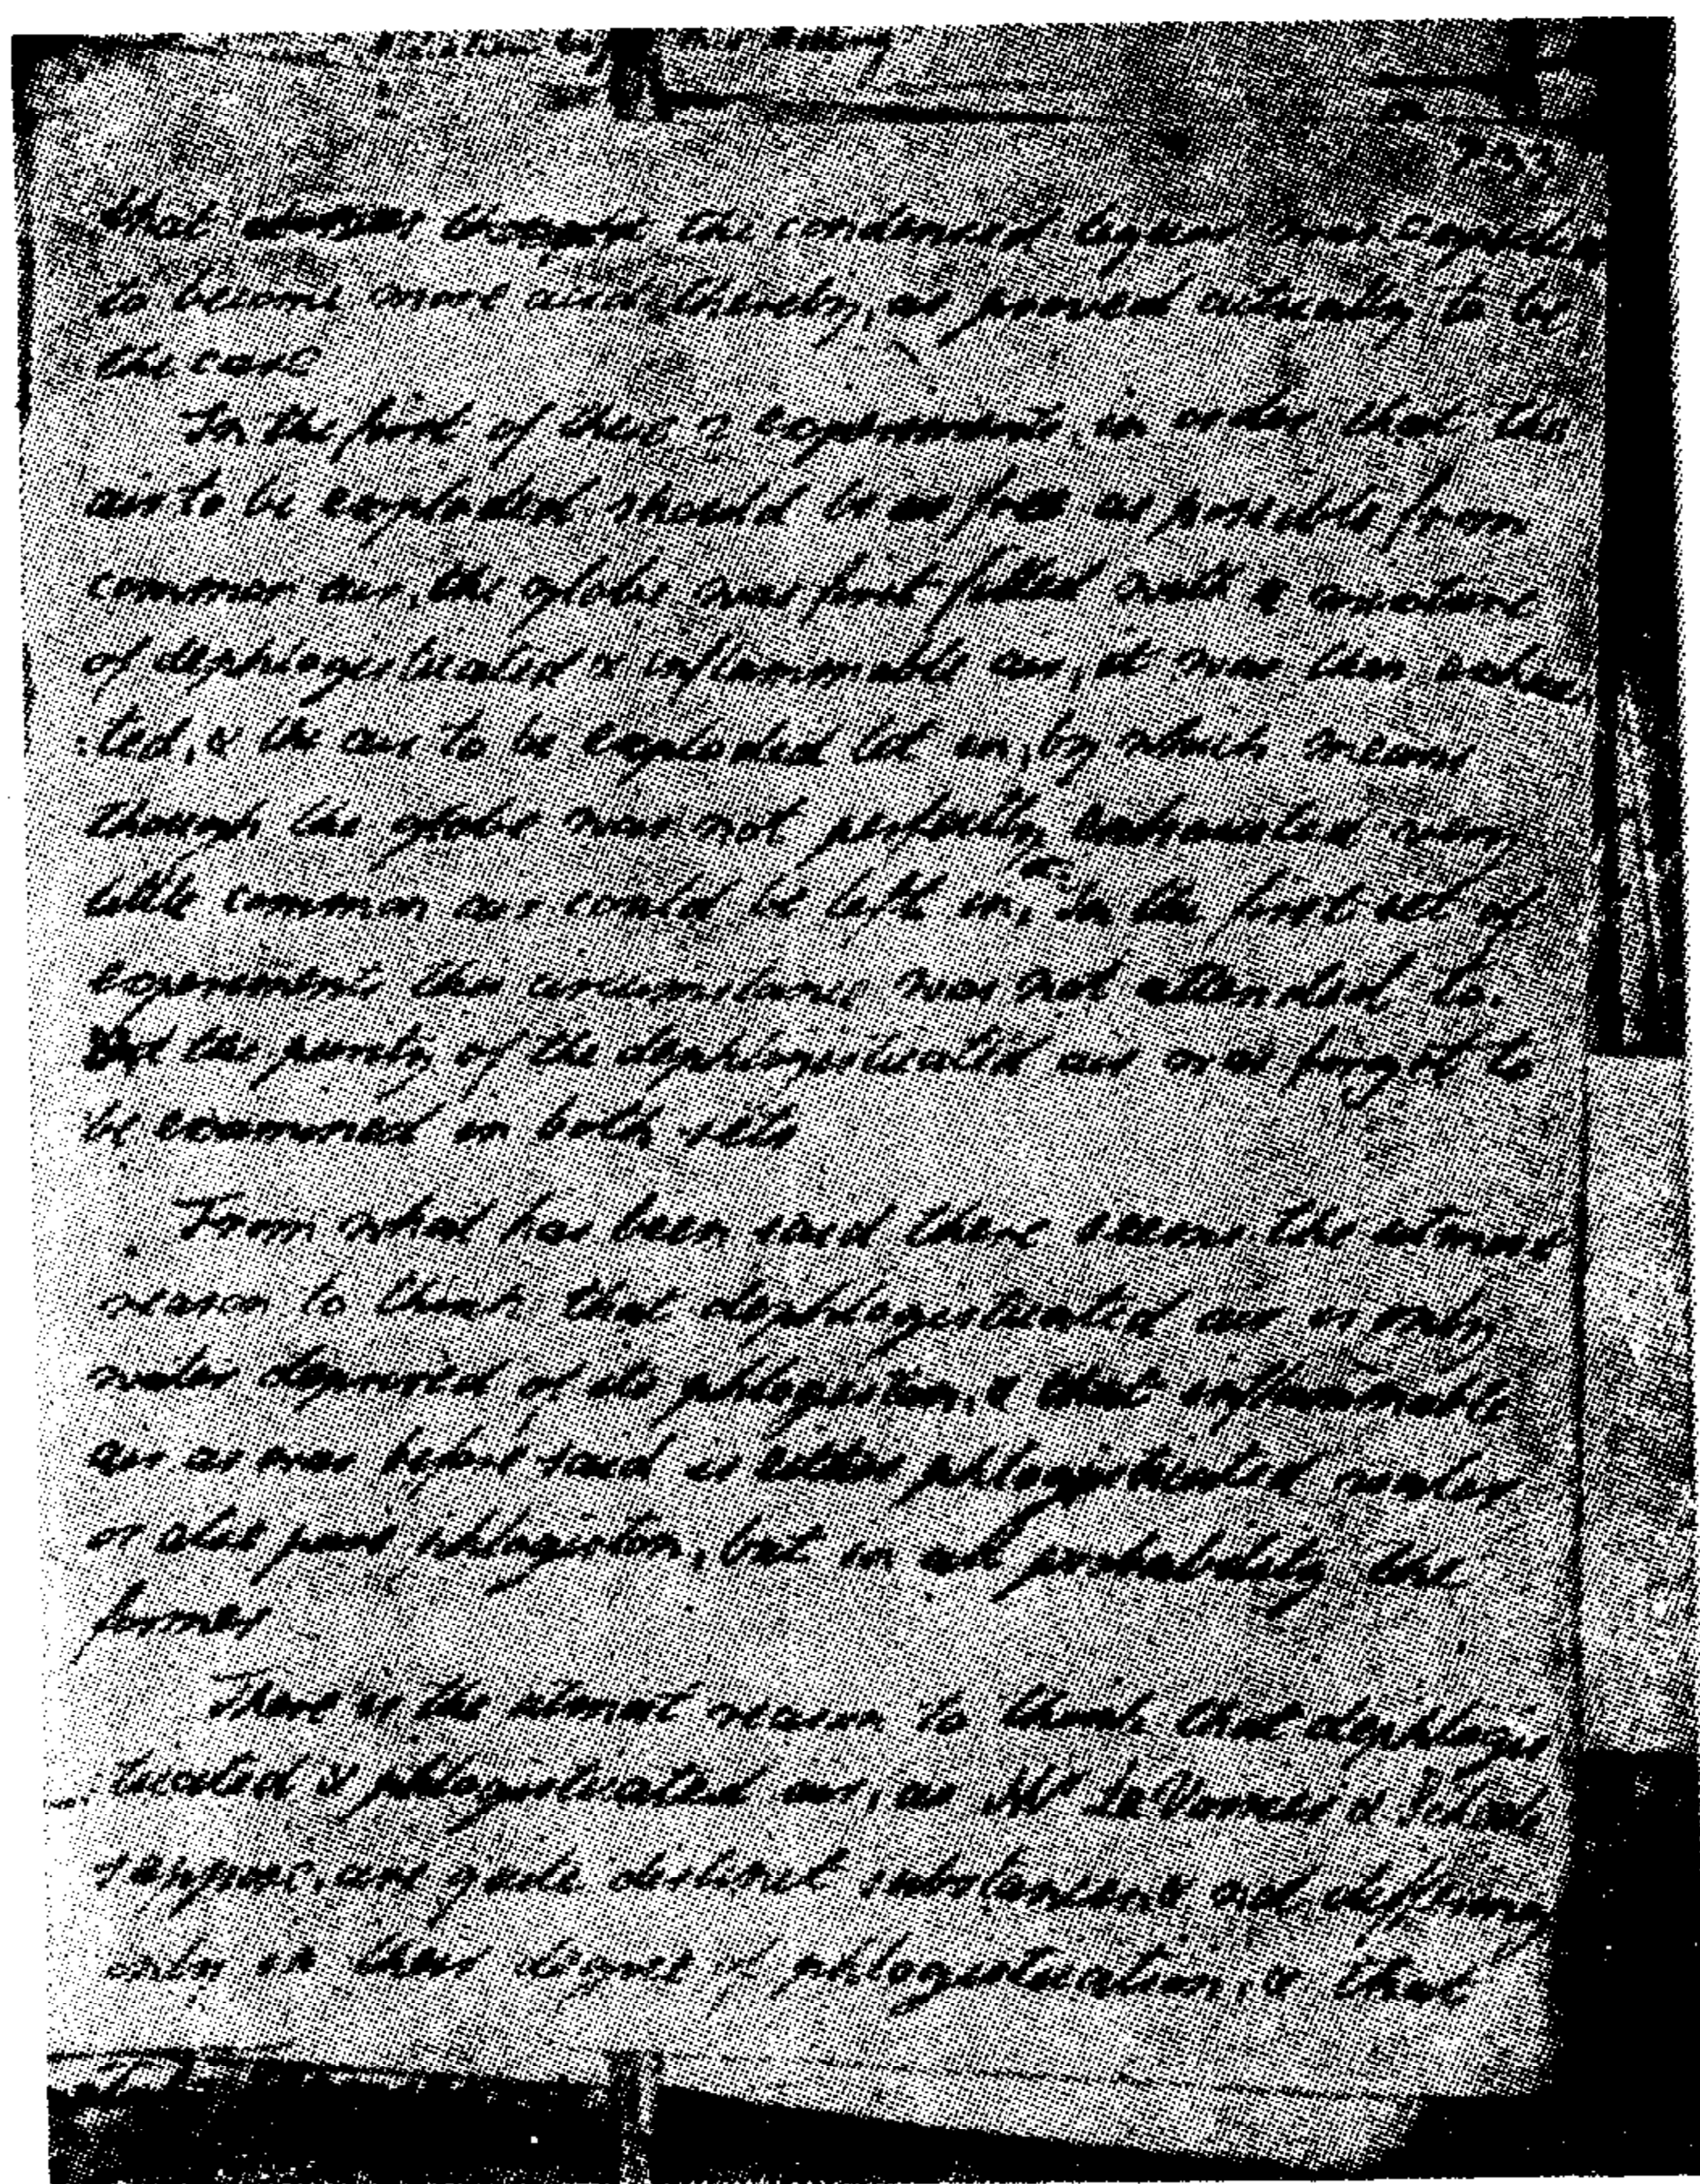 233
that thought the condensed liquor was expected
to become more acid thereby, as proved actually to be
the case
In the first of these 2 experiments, in order that the
air to be exploded should be as free as possible from
common air, the globe was first filled with a mixture
of dephlogisticated & inflammable air, it was then exhaus
:ted, & the air to be exploded let in, by which means
though the globe was not perfectly exhausted very
little common air could be left in, In the first set of
experiments this circumstance was not attended to.
the purity of the dephlogisticated air was forgot to
be examined in both sets
From what has been said there seems the utmost
reason to think that dephlogisticated air is only
water deprived of its phlogiston, & that inflammable
air as was before said is either phlogisticated water
or else pure phlogiston, but in all probability the
former
There is the utmost reason to think that dephlogis
:ticated & phlogisticated air, as Mr La Voisier & Scheele
suppose, are quite distinct substances & not differing
only in their degree of phlogistication, & that